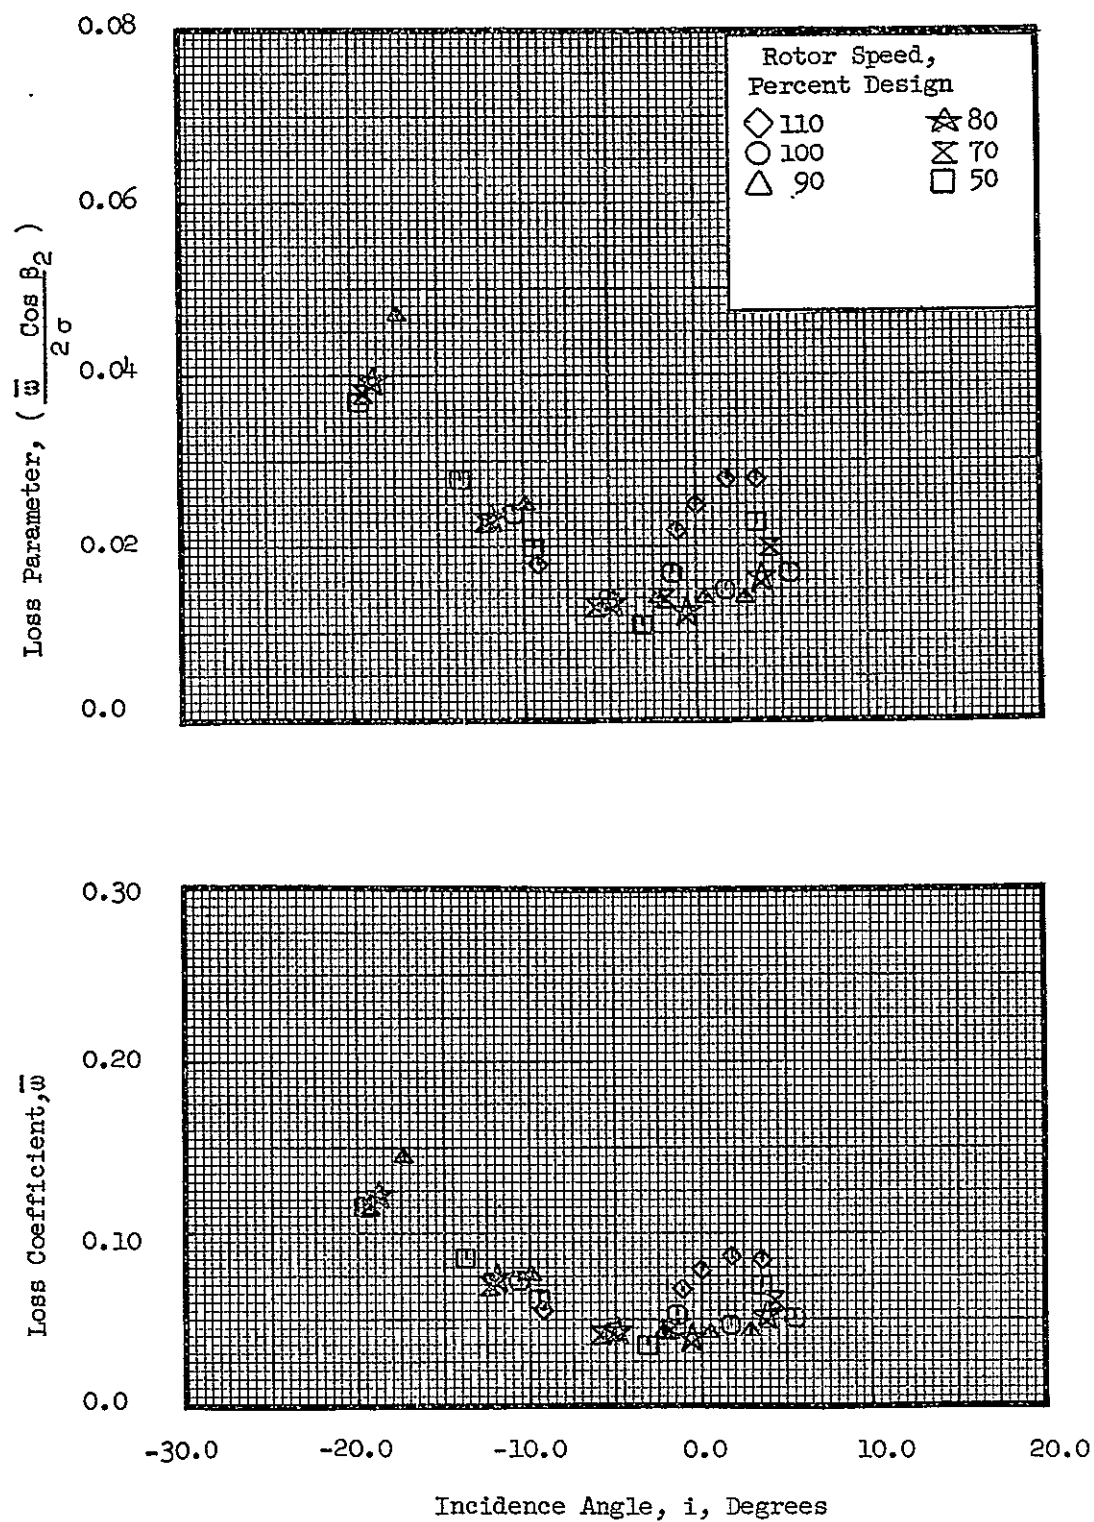 0.08
0.06
0.04
0.02
0.0
Loss Parameter, ( ω̅ Cos β₂ / 2 σ )
Rotor Speed,
Percent Design
110
100
90
80
70
50
0.30
0.20
0.10
0.0
Loss Coefficient, ω̅
-30.0 -20.0 -10.0 0.0 10.0 20.0
Incidence Angle, i, Degrees